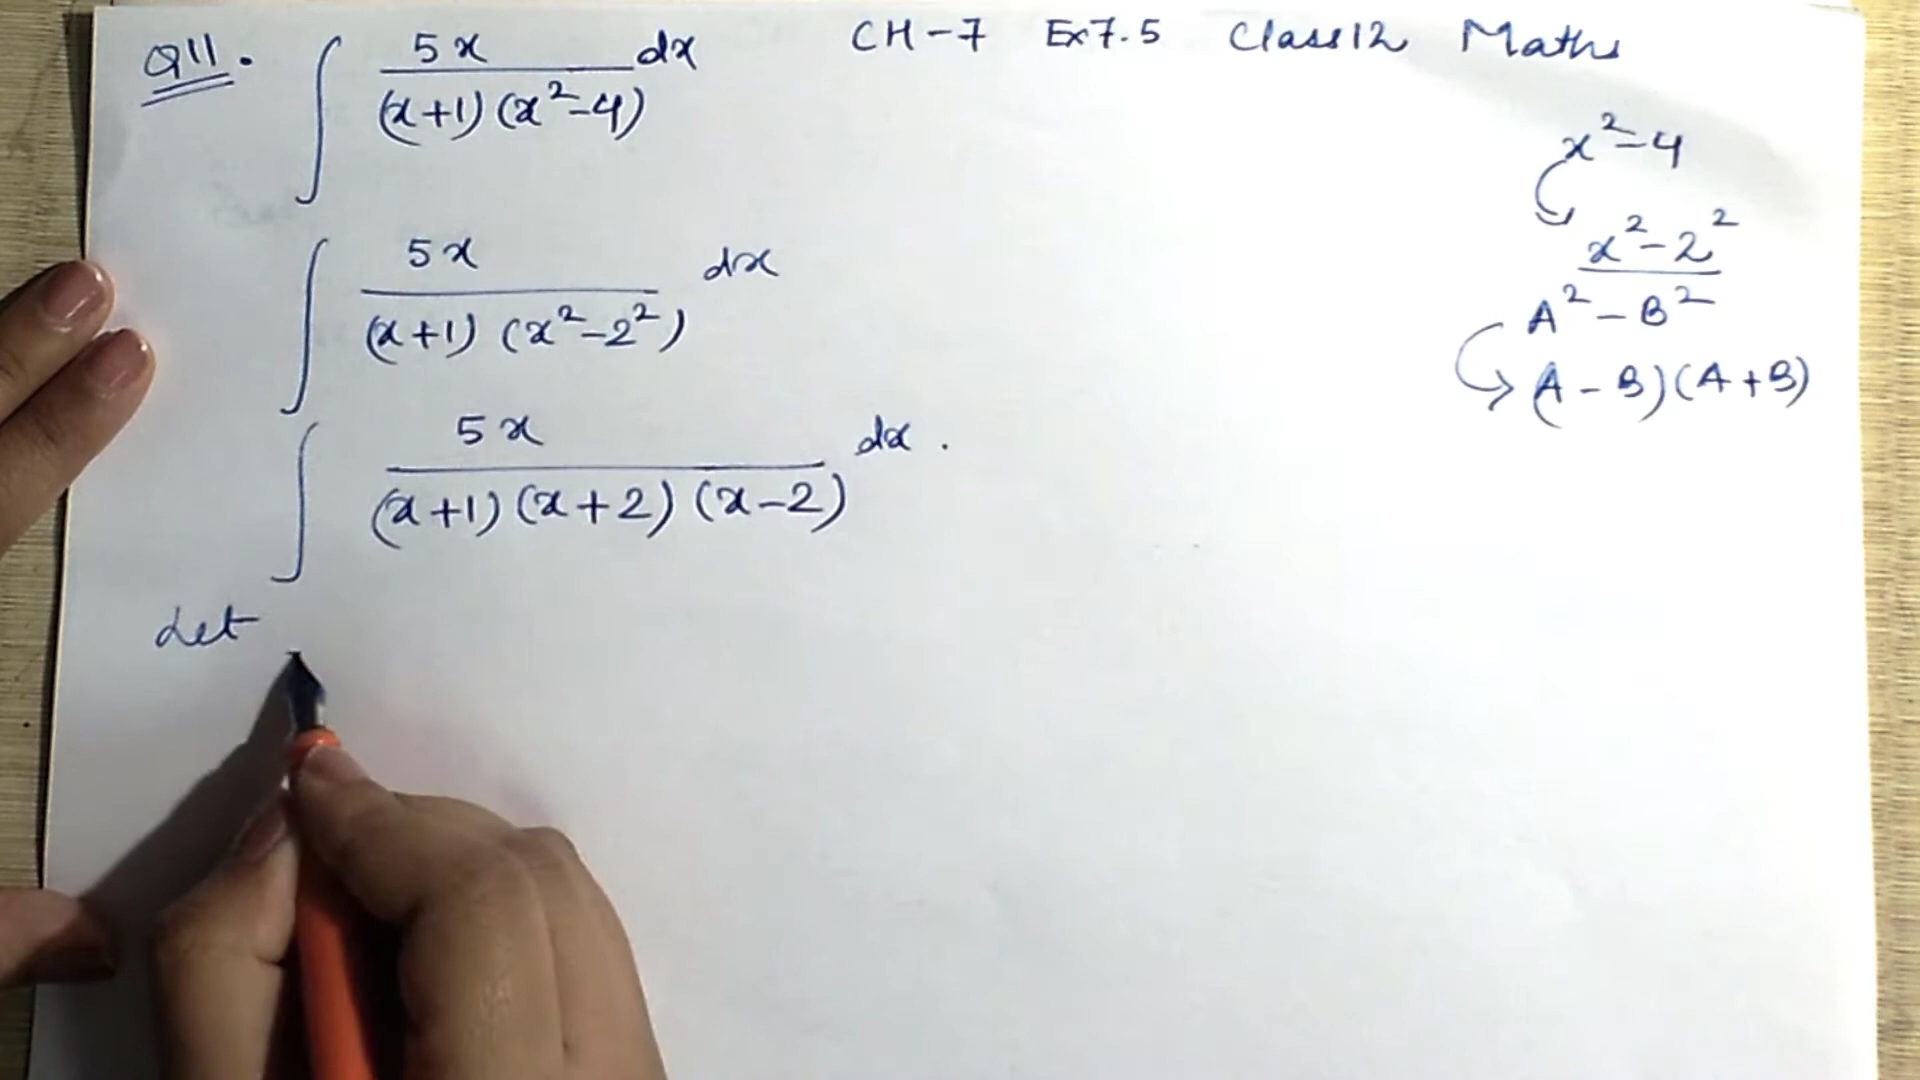 Q11. ∫ 5x/((x+1)(x²-4)) dx CH-7 Ex7.5 Class12 Maths
x²-4
x²-2²
∫ 5x/((x+1)(x²-2²)) dx
A²-B²
(A-B)(A+B)
∫ 5x/((x+1)(x+2)(x-2)) dx.
Let